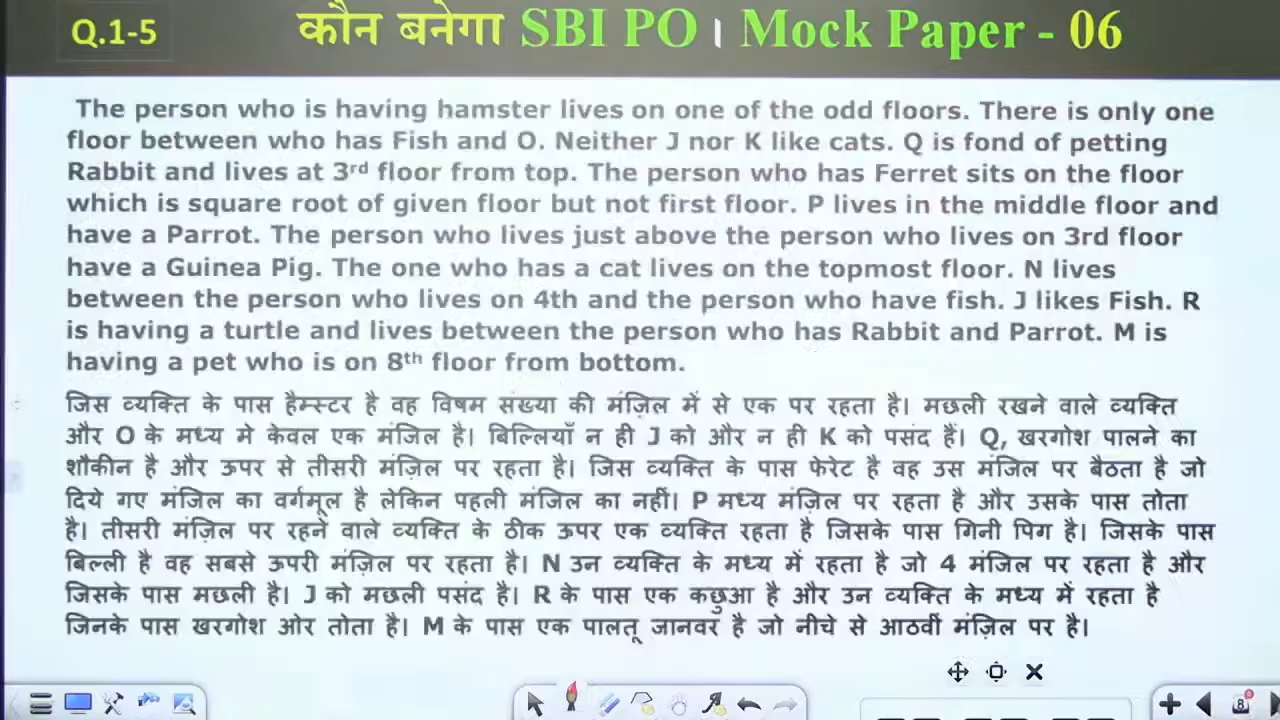 Q.1-5
कौन बनेगा SBI PO । Mock Paper - 06
The person who is having hamster lives on one of the odd floors. There is only one
floor between who has Fish and O. Neither J nor K like cats. Q is fond of petting
Rabbit and lives at 3rd floor from top. The person who has Ferret sits on the floor
which is square root of given floor but not first floor. P lives in the middle floor and
have a Parrot. The person who lives just above the person who lives on 3rd floor
have a Guinea Pig. The one who has a cat lives on the topmost floor. N lives
between the person who lives on 4th and the person who have fish. J likes Fish. R
is having a turtle and lives between the person who has Rabbit and Parrot. M is
having a pet who is on 8th floor from bottom.
जिस व्यक्ति के पास हैम्स्टर है वह विषम संख्या की मंज़िल में से एक पर रहता है। मछली रखने वाले व्यक्ति
और O के मध्य मे केवल एक मंजिल है। बिल्लियाँ न ही J को और न ही K को पसंद हैं। Q, खरगोश पालने का
शौकीन है और ऊपर से तीसरी मंज़िल पर रहता है। जिस व्यक्ति के पास फेरेट है वह उस मंजिल पर बैठता है जो
दिये गए मंजिल का वर्गमूल है लेकिन पहली मंजिल का नहीं। P मध्य मंज़िल पर रहता है और उसके पास तोता
है। तीसरी मंज़िल पर रहने वाले व्यक्ति के ठीक ऊपर एक व्यक्ति रहता है जिसके पास गिनी पिग है। जिसके पास
बिल्ली है वह सबसे ऊपरी मंज़िल पर रहता है। N उन व्यक्ति के मध्य में रहता है जो 4 मंजिल पर रहता है और
जिसके पास मछली है। J को मछली पसंद है। R के पास एक कछुआ है और उन व्यक्ति के मध्य में रहता है
जिनके पास खरगोश ओर तोता है। M के पास एक पालतू जानवर है जो नीचे से आठवीं मंज़िल पर है।
8